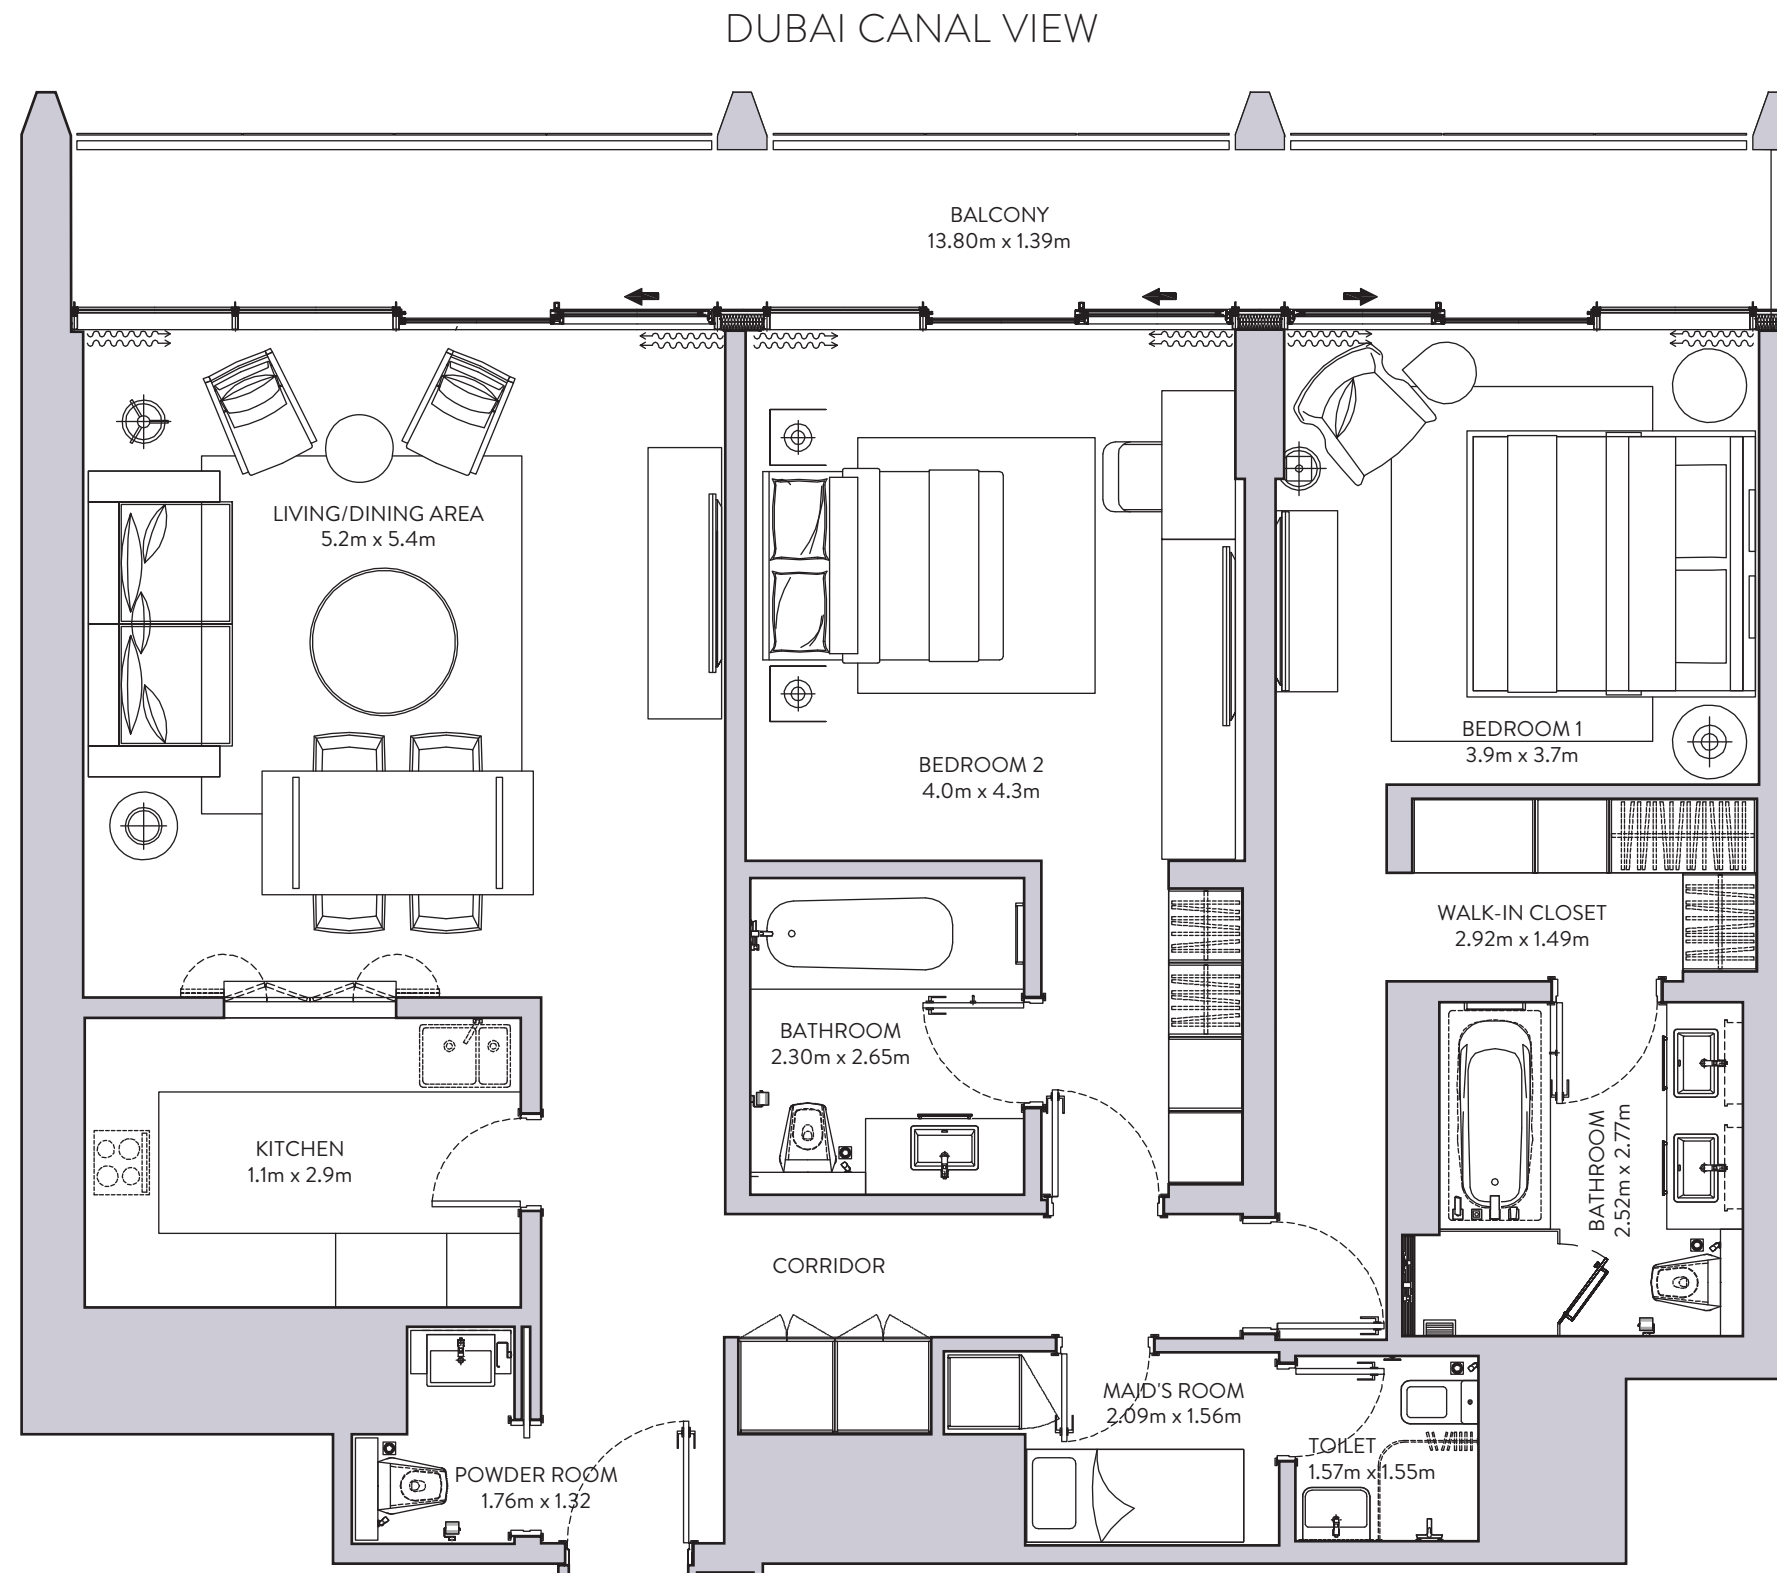 DUBAI CANAL VIEW
BALCONY
13.80m x 1.39m
LIVING/DINING AREA
5.2m x 5.4m
BEDROOM 2
4.0m x 4.3m
BEDROOM 1
3.9m x 3.7m
WALK-IN CLOSET
2.92m x 1.49m
BATHROOM
2.30m x 2.65m
BATHROOM
2.52m x 2.77m
KITCHEN
1.1m x 2.9m
CORRIDOR
MAID'S ROOM
2.09m x 1.56m
TOILET
1.57m x 1.55m
POWDER ROOM
1.76m x 1.32